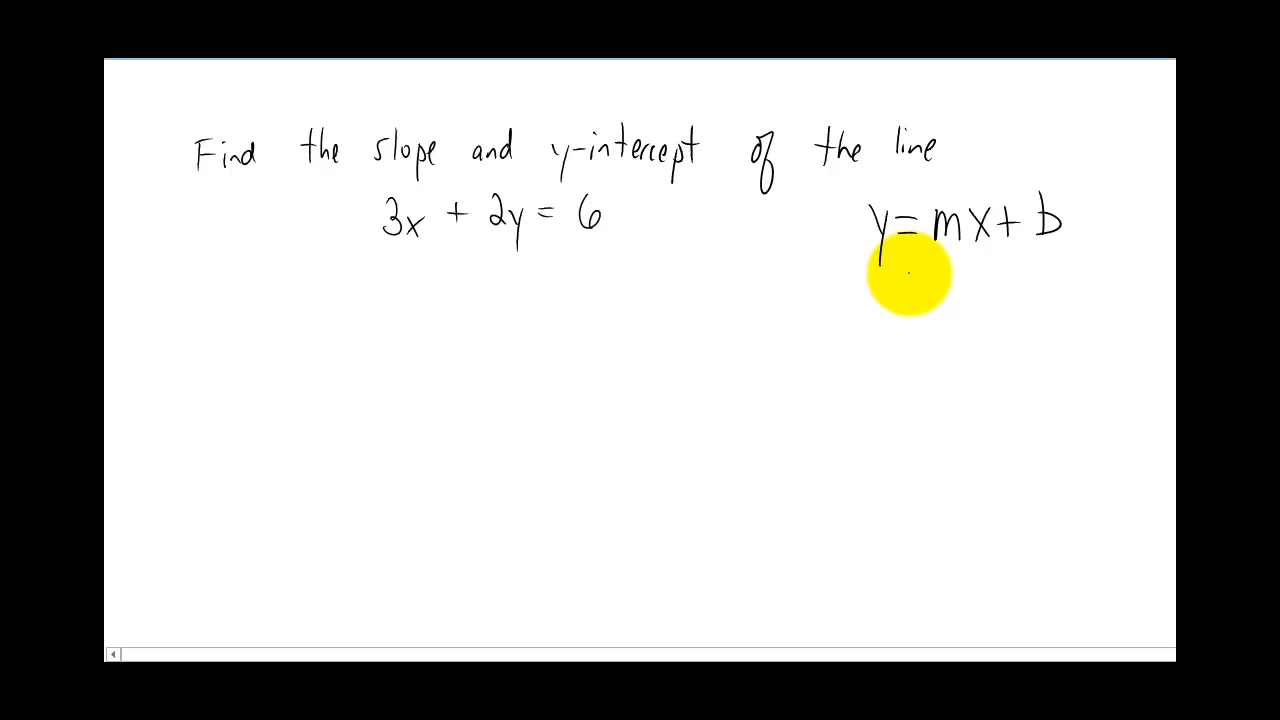 Find the slope and y-intercept of the line
3x + 2y = 6
y = mx + b